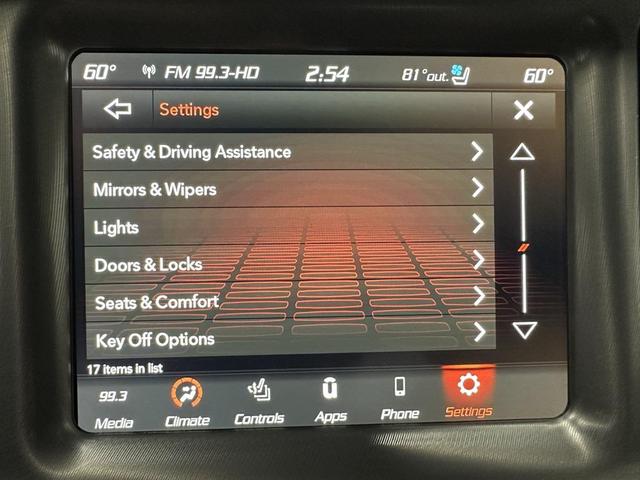 60° FM 99.3-HD 2:54 81°out. 60°
Settings
Safety & Driving Assistance
Mirrors & Wipers
Lights
Doors & Locks
Seats & Comfort
Key Off Options
17 items in list
99.3
Media Climate Controls Apps Phone Settings